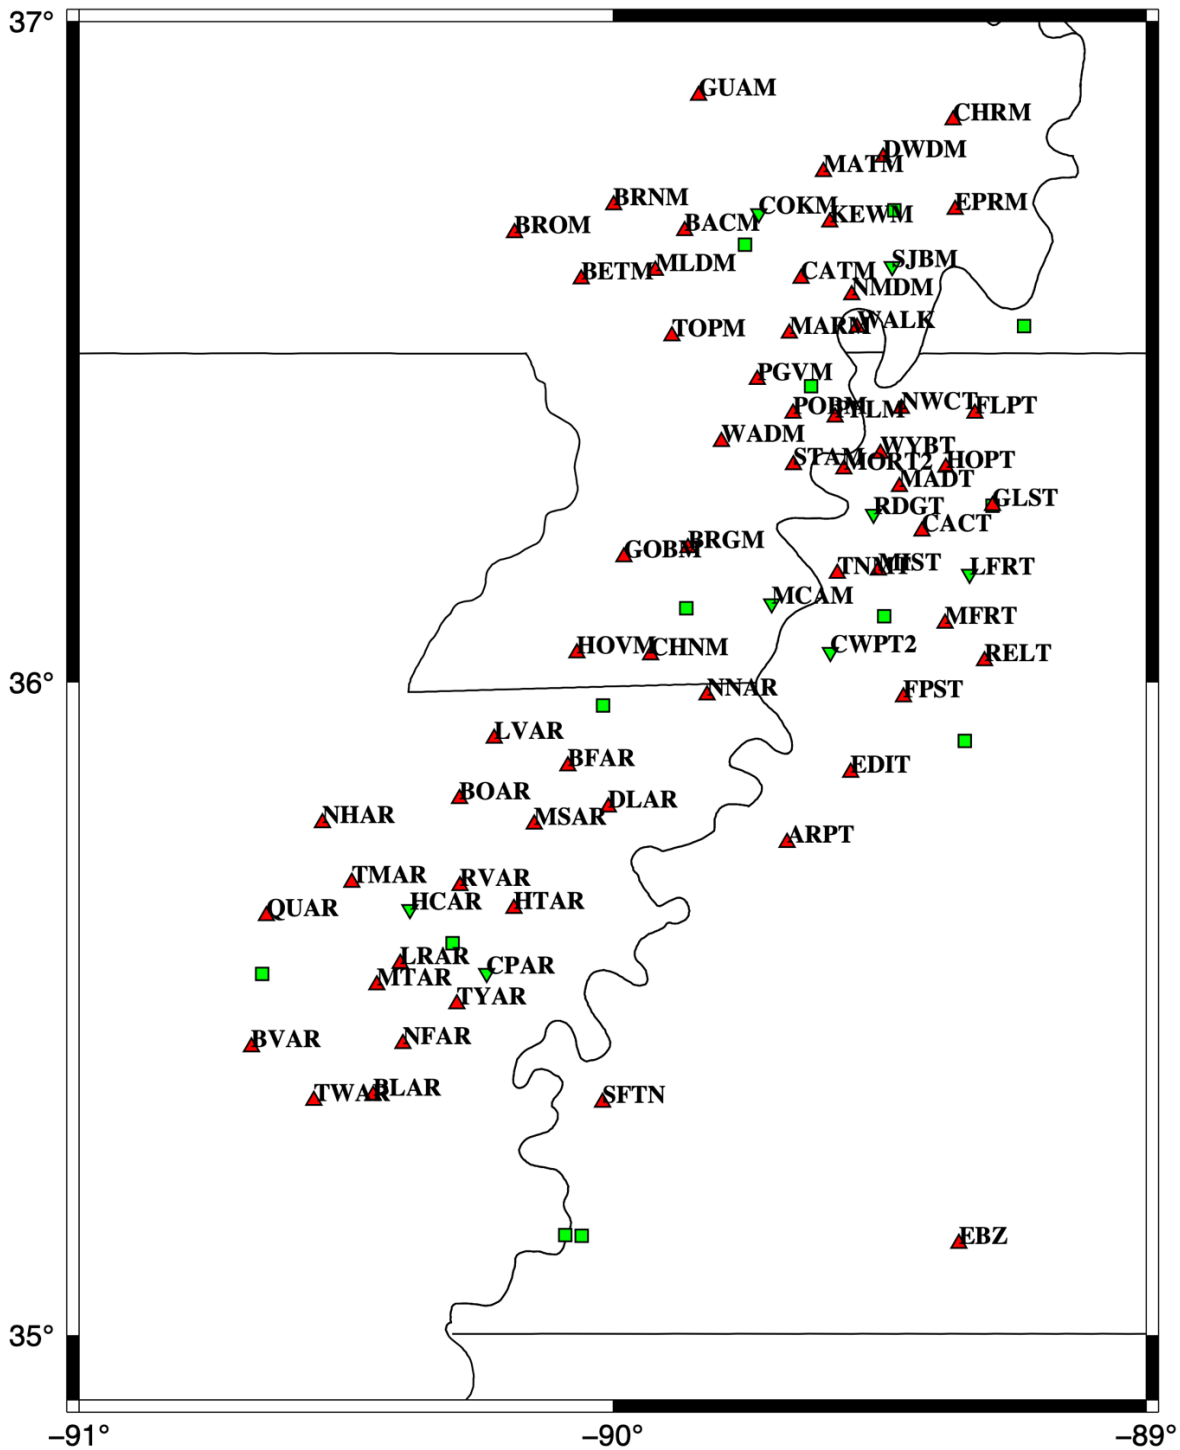 37°
GUAM
CHRM
DWDM
MATM
BRNM
COKM
EPRM
BROM
BACM
KEWM
SJBM
BETM
MLDM
CATM
NMDM
TOPM
MARM
WALK
PGVM
NWCT
FLPT
WADM
WYBT
STAM
MORT2
HOPT
MADT
GLST
RDGT
CACT
GOBM
BRGM
MIST
LFRT
MCAM
MFRT
HOVM
CHNM
CWPT2
RELT
36°
NNAR
FPST
LVAR
BFAR
EDIT
BOAR
DLAR
NHAR
MSAR
ARPT
TMAR
RVAR
QUAR
HCAR
HTAR
LRAR
CPAR
MTAR
TYAR
BVAR
NFAR
TWAR
BLAR
SFTN
EBZ
35°
−91°
−90°
−89°